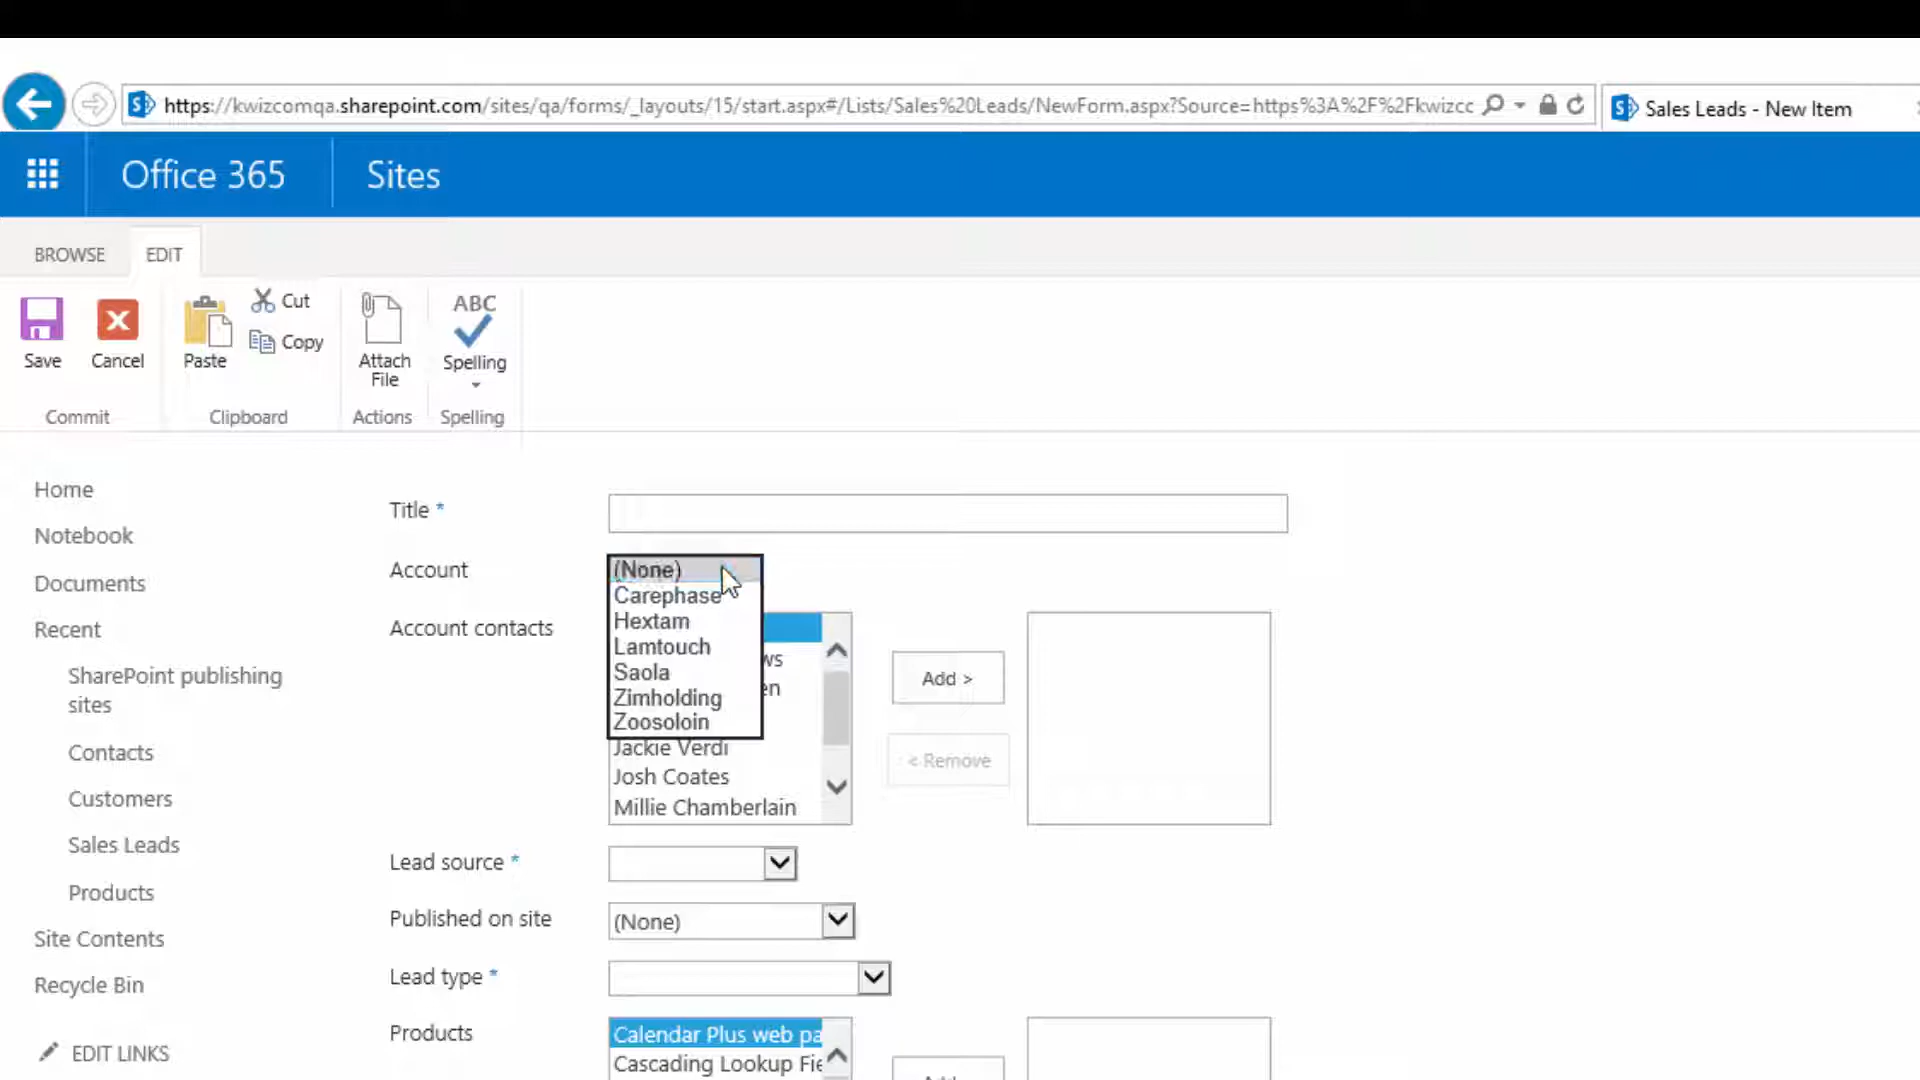 https://kwizcomqa.sharepoint.com/sites/qa/forms/_layouts/15/start.aspx#/Lists/Sales%20Leads/NewForm.aspx?Source=https%3A%2F%2Fkwizcc
Sales Leads - New Item
Office 365
Sites
BROWSE
EDIT
Save
Cancel
Paste
Cut
Copy
Attach
File
ABC
Spelling
Commit
Clipboard
Actions
Spelling
Home
Notebook
Documents
Recent
SharePoint publishing
sites
Contacts
Customers
Sales Leads
Products
Site Contents
Recycle Bin
EDIT LINKS
Title *
Account
(None)
Carephase
Hextam
Lamtouch
Saola
Zimholding
Zoosoloin
Account contacts
ws
en
Jackie Verdi
Josh Coates
Millie Chamberlain
Add >
< Remove
Lead source *
Published on site
(None)
Lead type *
Products
Calendar Plus web pa
Cascading Lookup Fie